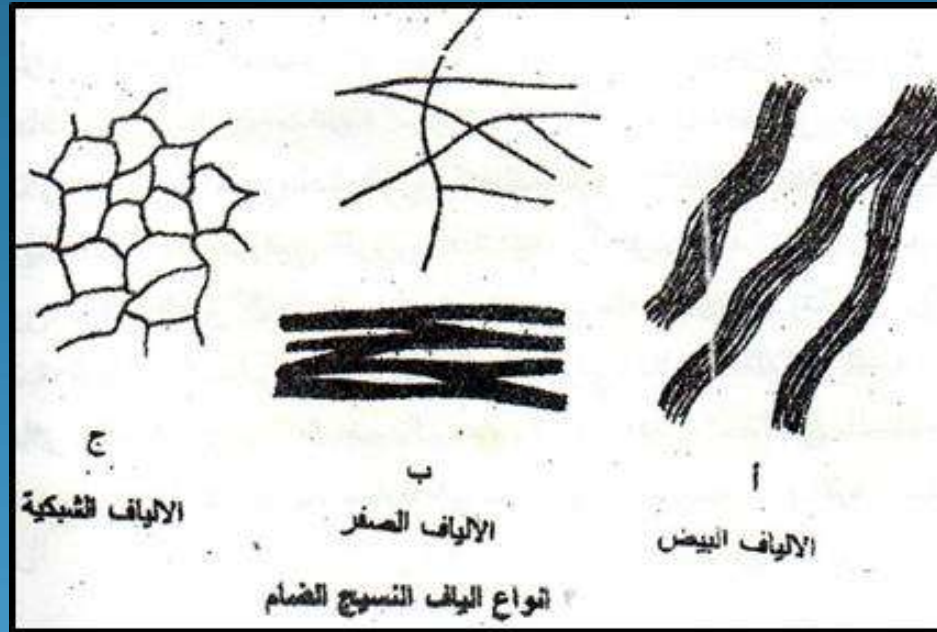 أ
الالياف البيض
ب
الالياف الصفر
ج
الالياف الشبكية
انواع الياف النسيج الضام